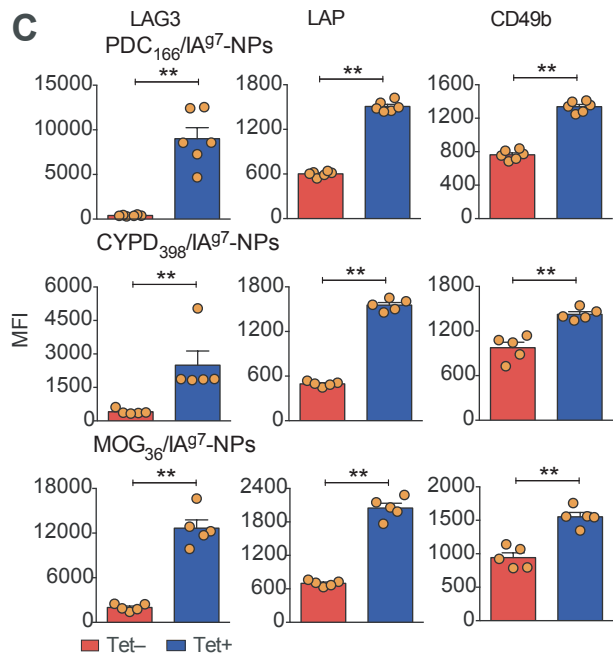 C
LAG3 LAP CD49b
PDC166/IAg7-NPs
** ** **
15000 1800 1600
10000 1200 1200
5000 600 800
400
0 0 0
CYPD398/IAg7-NPs
** ** **
6000 1800 1800
4500 1200 1200
3000
1500 600 600
0 0 0
MFI
MOG36/IAg7-NPs
** ** **
18000 2400 2000
12000 1800 1500
1200 1000
6000 600 500
0 0 0
Tet– Tet+